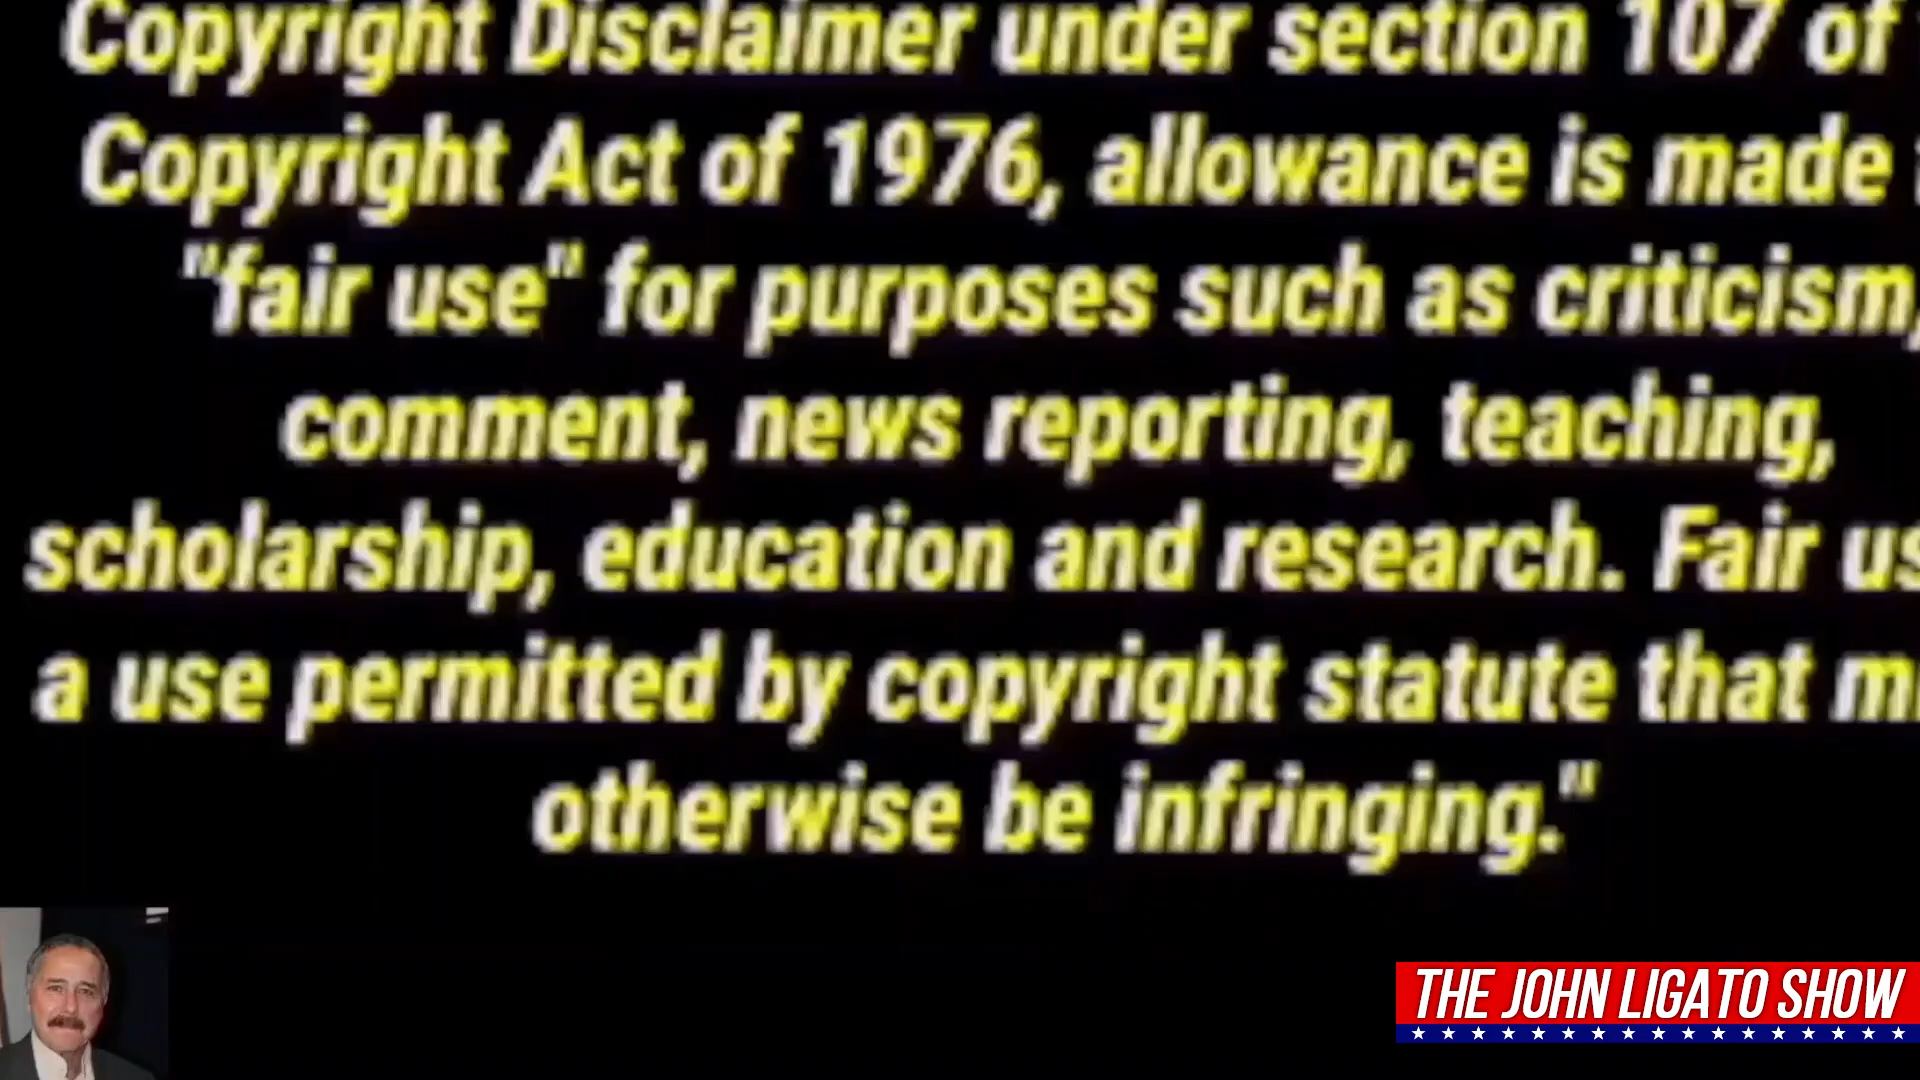 Copyright Disclaimer under section 107 of
Copyright Act of 1976, allowance is made
"fair use" for purposes such as criticism,
comment, news reporting, teaching,
scholarship, education and research. Fair us
a use permitted by copyright statute that m
otherwise be infringing."
THE JOHN LIGATO SHOW